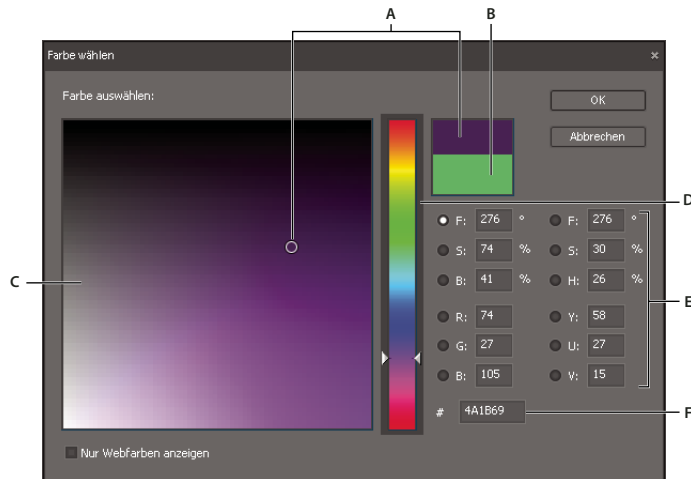 A
B
Farbe wählen
×
Farbe auswählen:
OK
Abbrechen
D
F: 276 ° F: 276 °
S: 74 % S: 30 %
C
B: 41 % H: 26 %
E
R: 74 Y: 58
G: 27 U: 27
B: 105 V: 15
# 4A1B69
F
Nur Webfarben anzeigen